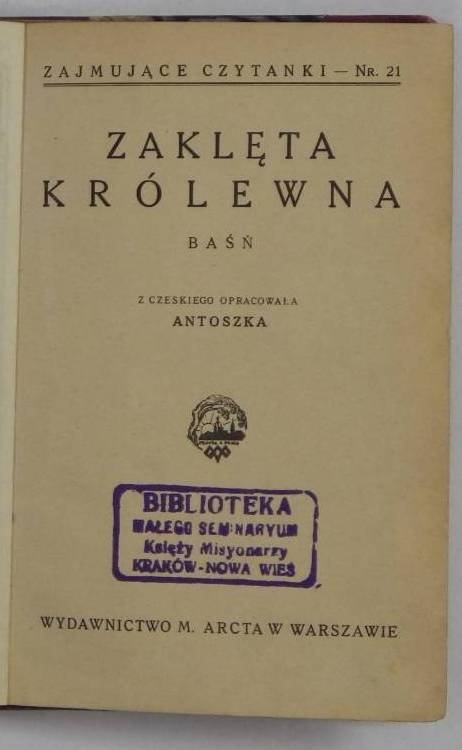 ZAJMUJĄCE CZYTANKI — NR. 21
ZAKLĘTA
KRÓLEWNA
BAŚŃ
Z CZESKIEGO OPRACOWAŁA
ANTOSZKA
BIBLIOTEKA
MAŁEGO SEMINARYUM
Księży Misyonarzy
KRAKÓW-NOWA WIEŚ
WYDAWNICTWO M. ARCTA W WARSZAWIE